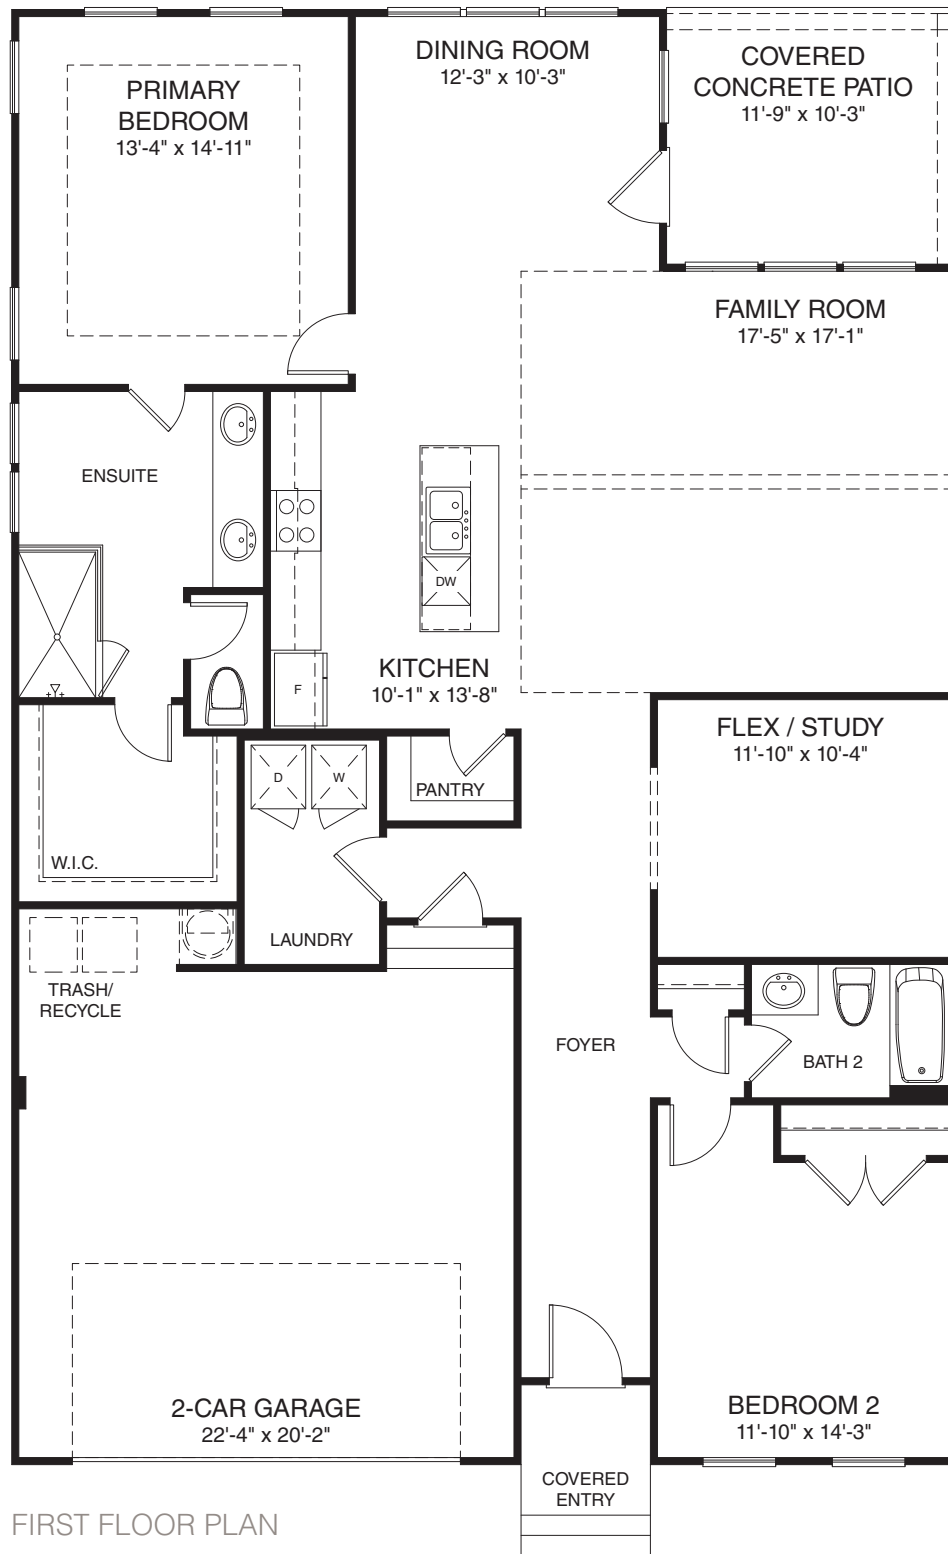 DINING ROOM
12'-3" x 10'-3"
COVERED
CONCRETE PATIO
11'-9" x 10'-3"
PRIMARY
BEDROOM
13'-4" x 14'-11"
FAMILY ROOM
17'-5" x 17'-1"
ENSUITE
DW
KITCHEN
10'-1" x 13'-8"
F
FLEX / STUDY
11'-10" x 10'-4"
D
W
PANTRY
W.I.C.
LAUNDRY
TRASH/
RECYCLE
FOYER
BATH 2
2-CAR GARAGE
22'-4" x 20'-2"
BEDROOM 2
11'-10" x 14'-3"
COVERED
ENTRY
FIRST FLOOR PLAN